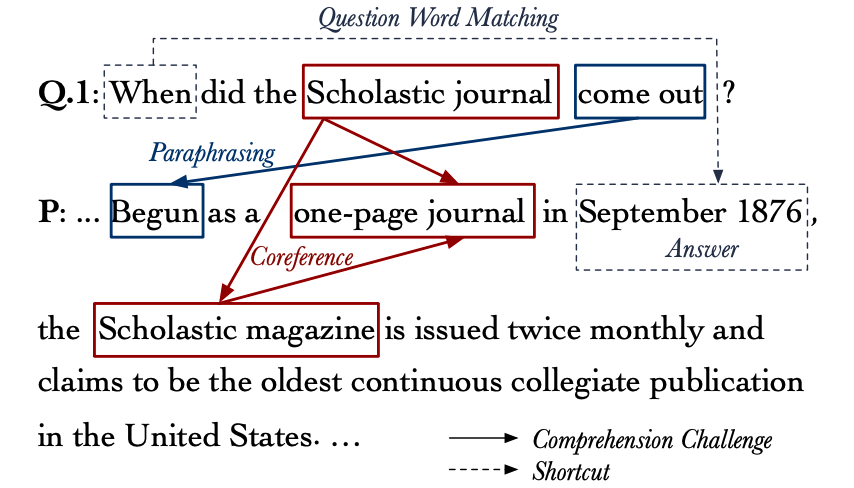 Question Word Matching
Q.1: When did the Scholastic journal come out ?
Paraphrasing
P: ... Begun as a one-page journal in September 1876,
Answer
Coreference
the Scholastic magazine is issued twice monthly and
claims to be the oldest continuous collegiate publication
in the United States. ...
Comprehension Challenge
Shortcut